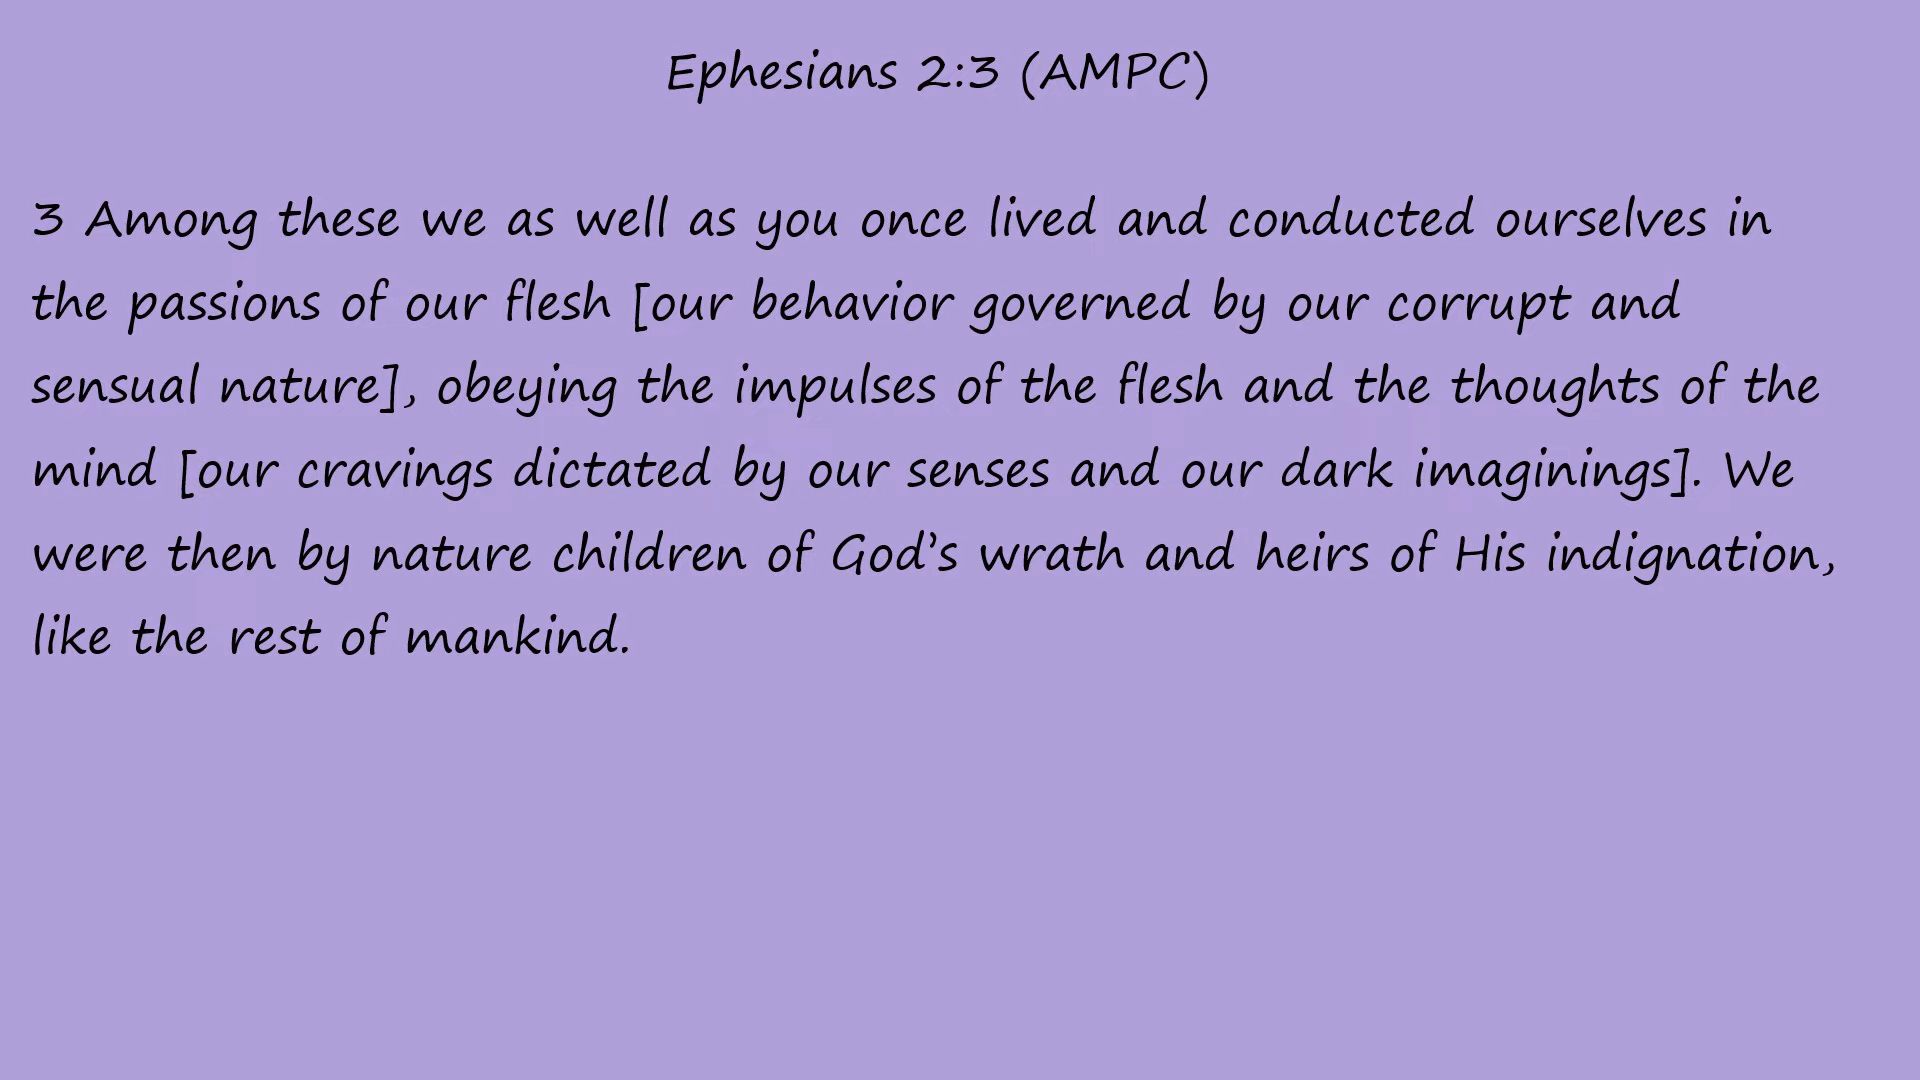 Ephesians 2:3 (AMPC)
3 Among these we as well as you once lived and conducted ourselves in
the passions of our flesh [our behavior governed by our corrupt and
sensual nature], obeying the impulses of the flesh and the thoughts of the
mind [our cravings dictated by our senses and our dark imaginings]. We
were then by nature children of God’s wrath and heirs of His indignation,
like the rest of mankind.